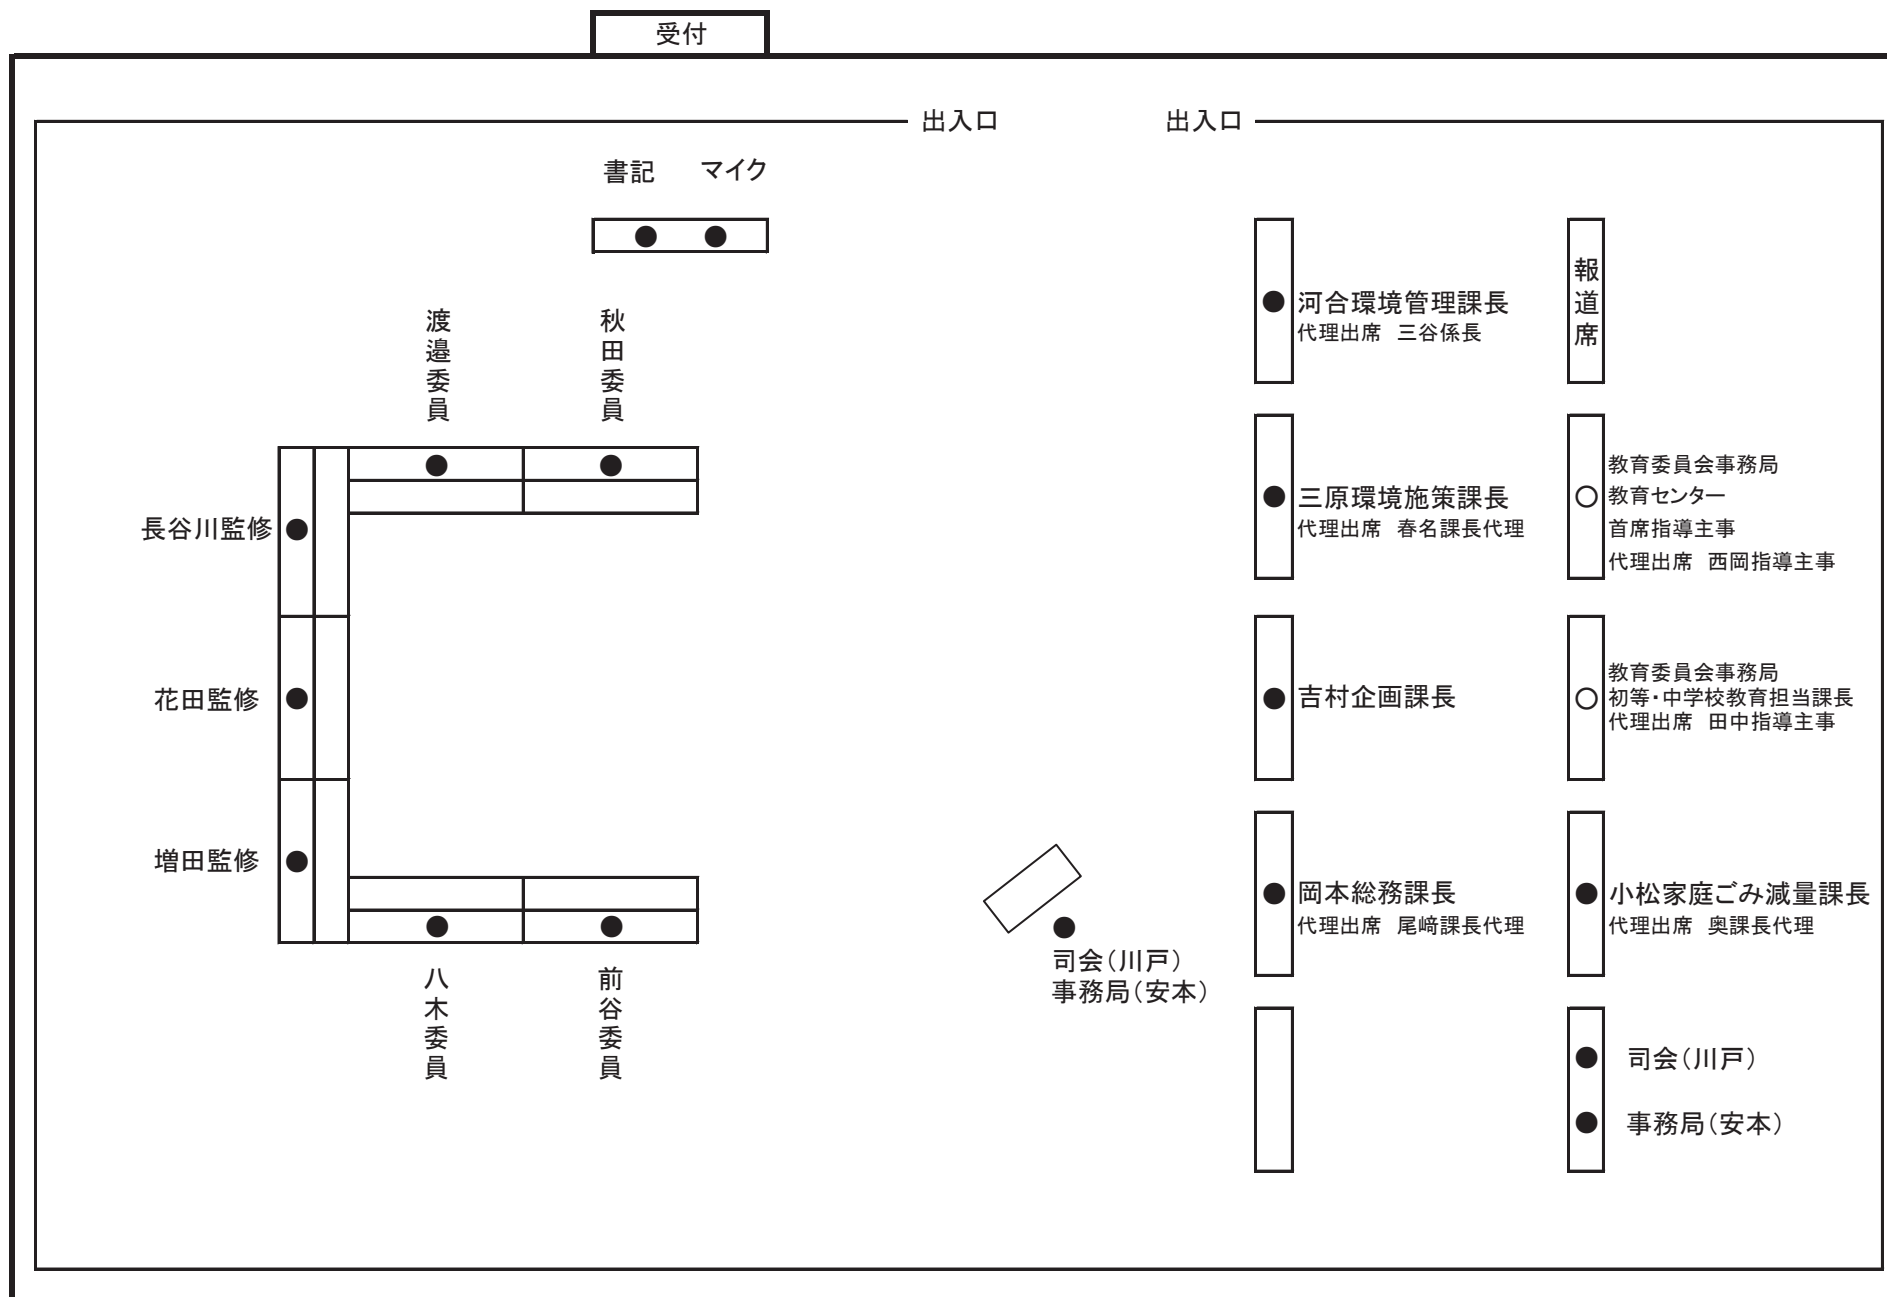 受付
出入口
出入口
書記
マイク
渡邉委員
秋田委員
長谷川監修
花田監修
増田監修
八木委員
前谷委員
司会(川戸)
事務局(安本)
河合環境管理課長
代理出席 三谷係長
三原環境施策課長
代理出席 春名課長代理
吉村企画課長
岡本総務課長
代理出席 尾﨑課長代理
報道席
教育委員会事務局
教育センター
首席指導主事
代理出席 西岡指導主事
教育委員会事務局
初等・中学校教育担当課長
代理出席 田中指導主事
小松家庭ごみ減量課長
代理出席 奥課長代理
司会(川戸)
事務局(安本)